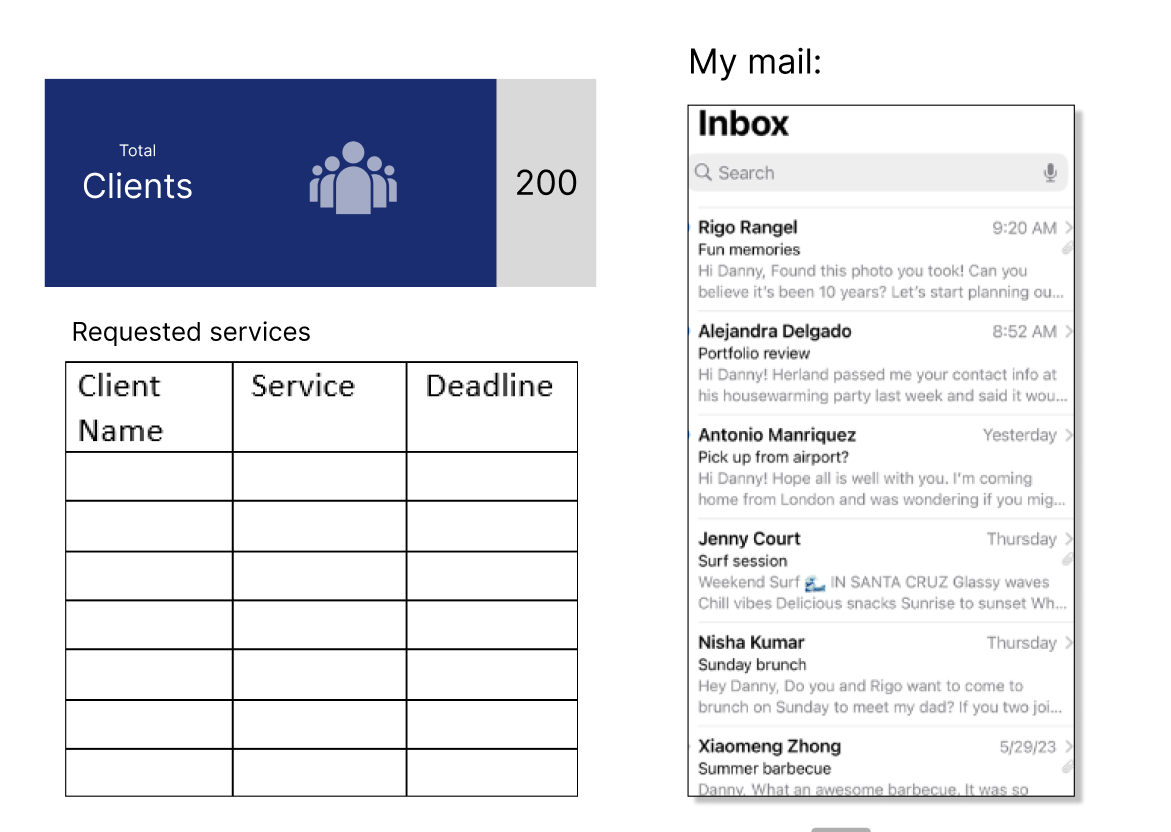 Total
Clients
200
Requested services
Client
Name
Service
Deadline
My mail:
Inbox
Search
Rigo Rangel
9:20 AM
Fun memories
Hi Danny, Found this photo you took! Can you
believe it's been 10 years? Let's start planning ou...
Alejandra Delgado
8:52 AM
Portfolio review
Hi Danny! Herland passed me your contact info at
his housewarming party last week and said it wou...
Antonio Manriquez
Yesterday
Pick up from airport?
Hi Danny! Hope all is well with you. I'm coming
home from London and was wondering if you mig...
Jenny Court
Thursday
Surf session
Weekend Surf 🌊 IN SANTA CRUZ Glassy waves
Chill vibes Delicious snacks Sunrise to sunset Wh...
Nisha Kumar
Thursday
Sunday brunch
Hey Danny, Do you and Rigo want to come to
brunch on Sunday to meet my dad? If you two joi...
Xiaomeng Zhong
5/29/23
Summer barbecue
Danny, What an awesome barbecue. It was so